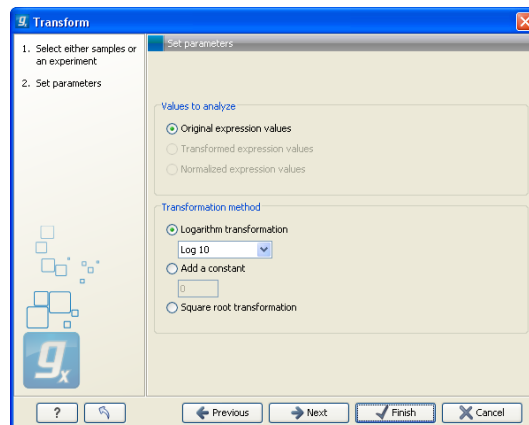 Transform
1. Select either samples or
an experiment
2. Set parameters
Set parameters
Values to analyze
Original expression values
Transformed expression values
Normalized expression values
Transformation method
Logarithm transformation
Log 10
Add a constant
0
Square root transformation
gx
?
Previous
Next
Finish
Cancel